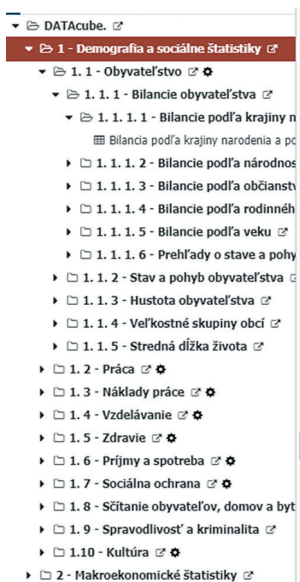 DATAcube.
1 - Demografia a sociálne štatistiky
1. 1 - Obyvateľstvo
1. 1. 1 - Bilancie obyvateľstva
1. 1. 1. 1 - Bilancie podľa krajiny n
Bilancia podľa krajiny narodenia a po
1. 1. 1. 2 - Bilancie podľa národnos
1. 1. 1. 3 - Bilancie podľa občianstv
1. 1. 1. 4 - Bilancie podľa rodinnéh
1. 1. 1. 5 - Bilancie podľa veku
1. 1. 1. 6 - Prehľady o stave a pohy
1. 1. 2 - Stav a pohyb obyvateľstva
1. 1. 3 - Hustota obyvateľstva
1. 1. 4 - Veľkostné skupiny obcí
1. 1. 5 - Stredná dĺžka života
1. 2 - Práca
1. 3 - Náklady práce
1. 4 - Vzdelávanie
1. 5 - Zdravie
1. 6 - Príjmy a spotreba
1. 7 - Sociálna ochrana
1. 8 - Sčítanie obyvateľov, domov a byt
1. 9 - Spravodlivosť a kriminalita
1.10 - Kultúra
2 - Makroekonomické štatistiky